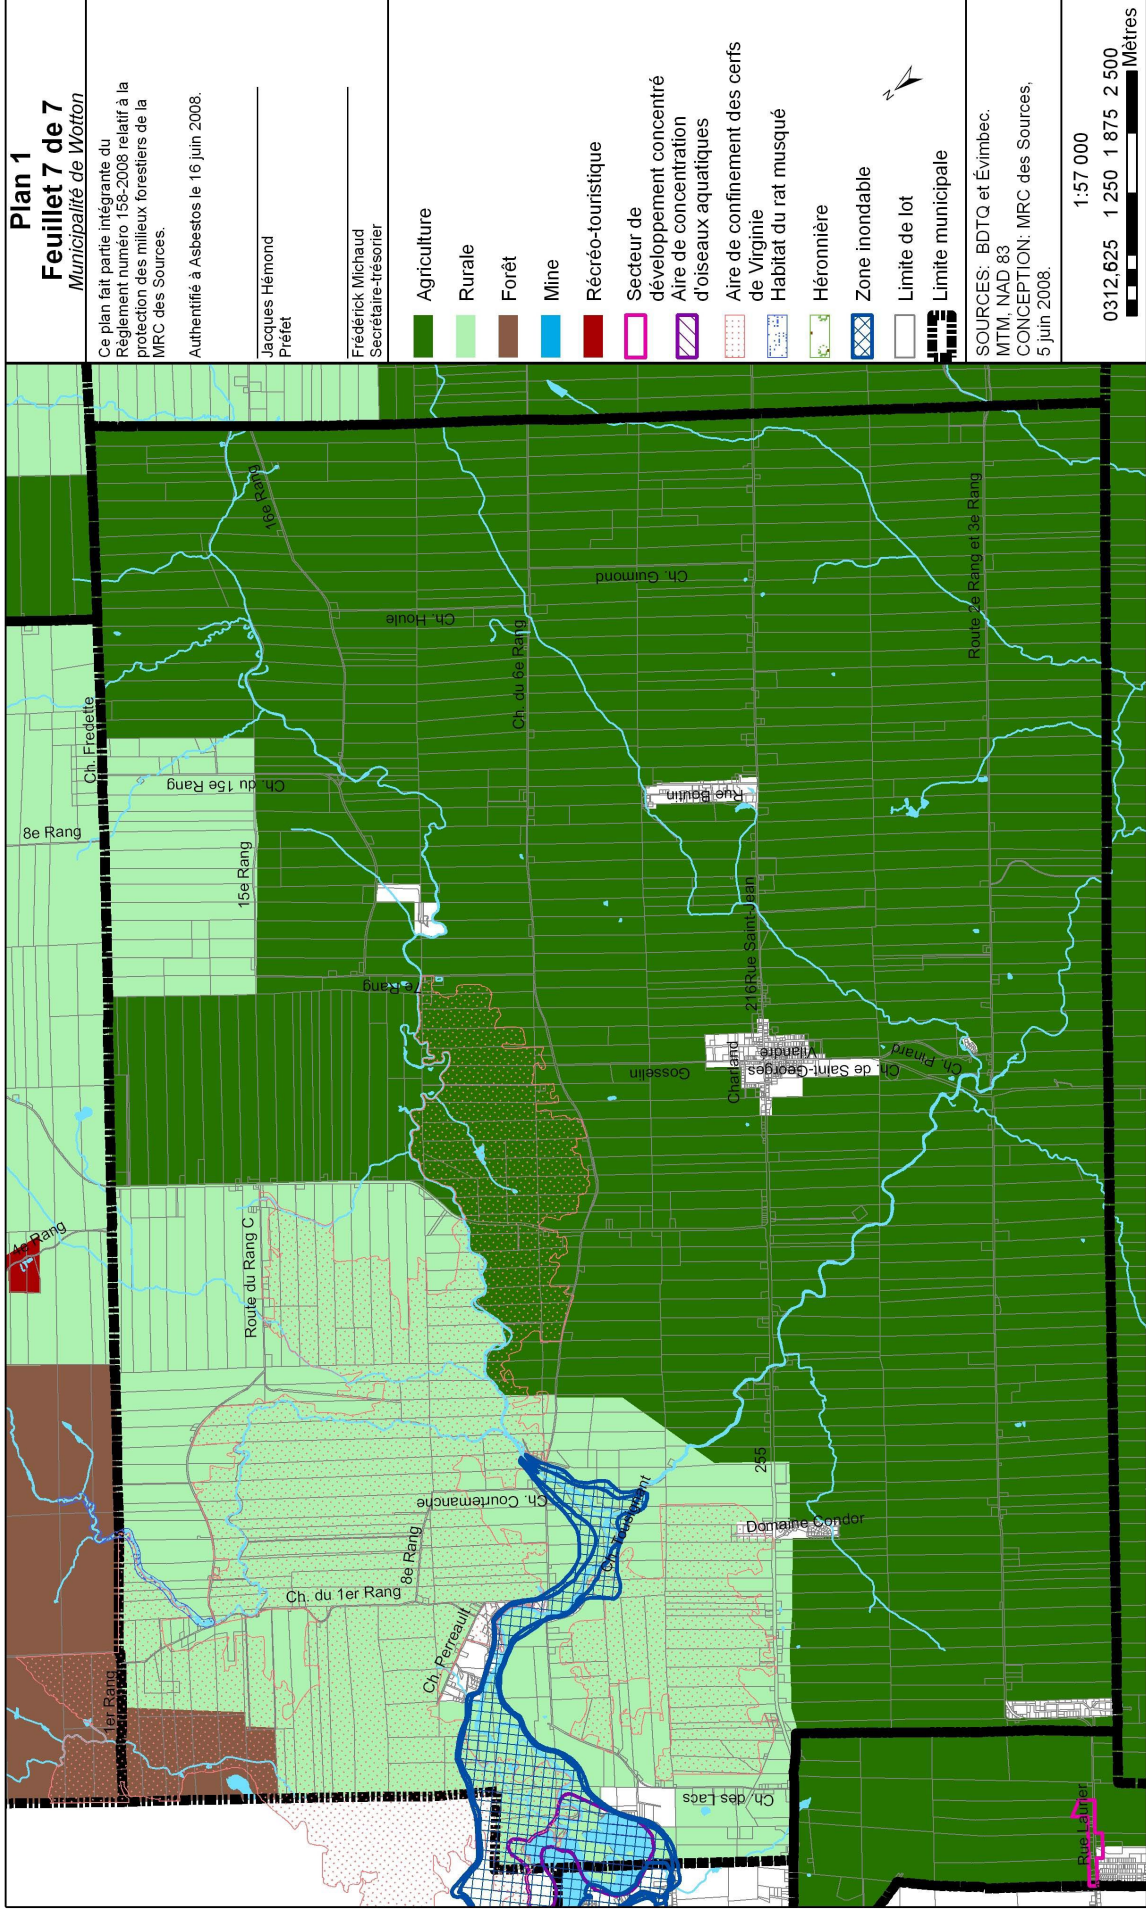 Plan 1
Feuillet 7 de 7
Municipalité de Wotton
Ce plan fait partie intégrante du
Règlement numéro 158-2008 relatif à la
protection des milieux forestiers de la
MRC des Sources.
Authentifié à Asbestos le 16 juin 2008.
Jacques Hémond
Préfet
Frédérick Michaud
Secrétaire-trésorier
Agriculture
Rurale
Forêt
Mine
Récréo-touristique
Secteur de
développement concentré
Aire de concentration
d'oiseaux aquatiques
Aire de confinement des cerfs
de Virginie
Habitat du rat musqué
Héronnière
Zone inondable
Limite de lot
Limite municipale
N
SOURCES: BDTQ et Évimbec.
MTM, NAD 83
CONCEPTION: MRC des Sources,
5 juin 2008.
1:57 000
0312,625 1 250 1 875 2 500
Mètres
1er Rang
4e Rang
8e Rang
Ch. Fredette
Route du Rang C
15e Rang
Ch. du 15e Rang
16e Rang
Ch. du 1er Rang
8e Rang
Ch. Perreault
Ch. Courtemanche
7e Rang
Ch. Houle
Ch. du 6e Rang
Ch. Guimond
Ch. Tousignant
Gosselin
Rue Boutin
Ch. des Lacs
Domaine Condor
255
Charland
Vilandré
Ch. de Saint-Georges
216Rue Saint-Jean
Ch. Pinard
Route 2e Rang et 3e Rang
Rue Laurier